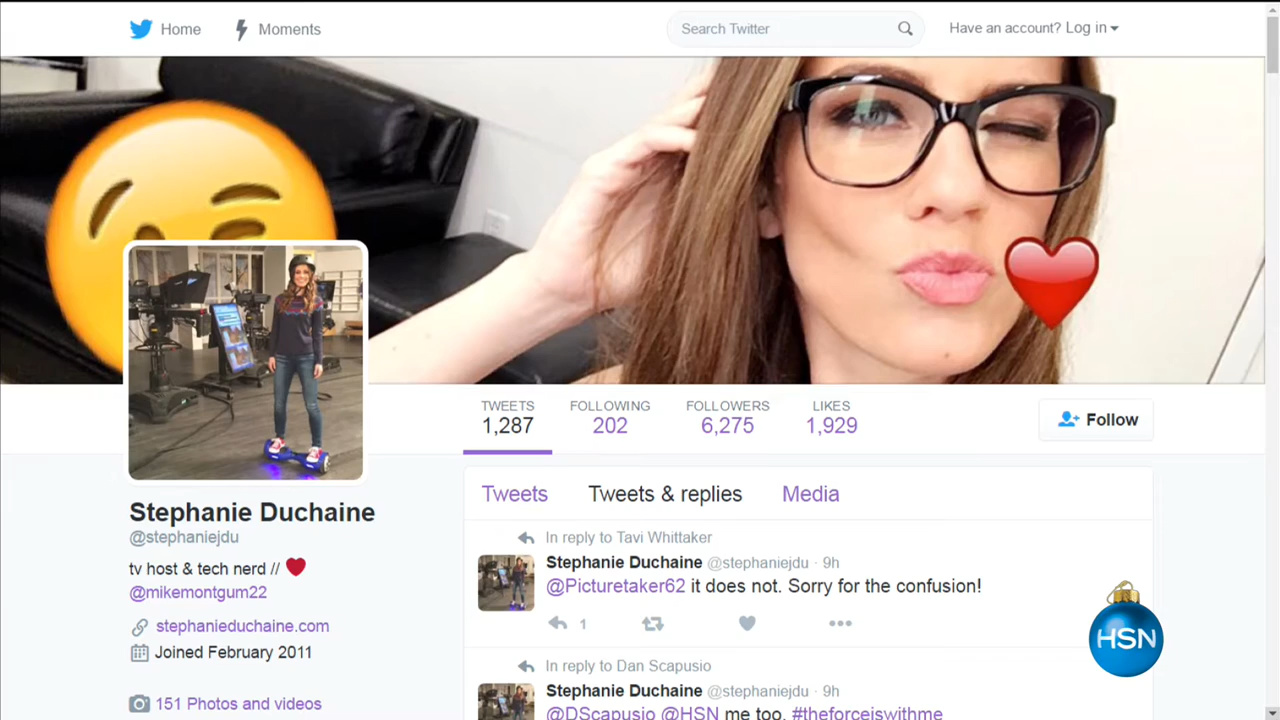 Home
Moments
Search Twitter
Have an account? Log in
TWEETS
1,287
FOLLOWING
202
FOLLOWERS
6,275
LIKES
1,929
Follow
Stephanie Duchaine
@stephaniejdu
tv host & tech nerd // ❤
@mikemontgum22
stephanieduchaine.com
Joined February 2011
151 Photos and videos
Tweets
Tweets & replies
Media
In reply to Tavi Whittaker
Stephanie Duchaine @stephaniejdu · 9h
@Picturetaker62 it does not. Sorry for the confusion!
1
In reply to Dan Scapusio
Stephanie Duchaine @stephaniejdu · 9h
@DScapusio @HSN me too. #theforceiswithme
HSN